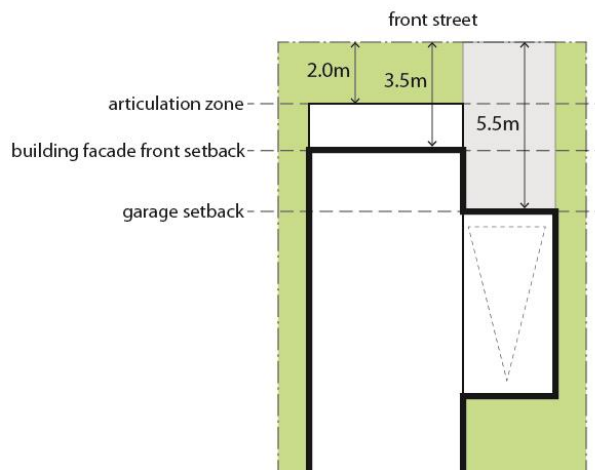 front street
2.0m
3.5m
articulation zone
5.5m
building facade front setback
garage setback